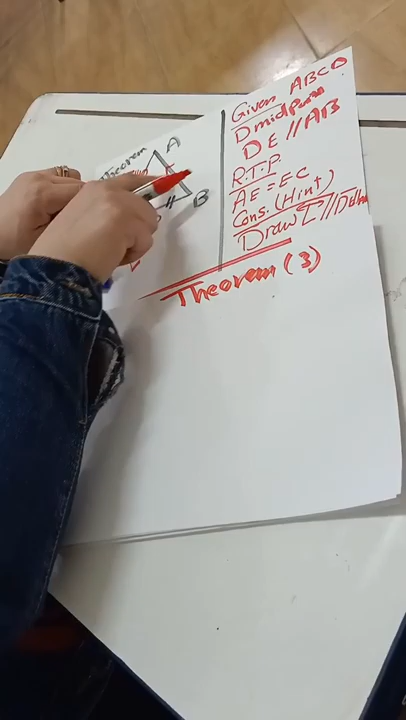 Theorem
A
B
Given ABCD
D midpoint
DE // AB
R.T.P
AE = EC
Cons. (Hint)
Draw
Theorem (3)